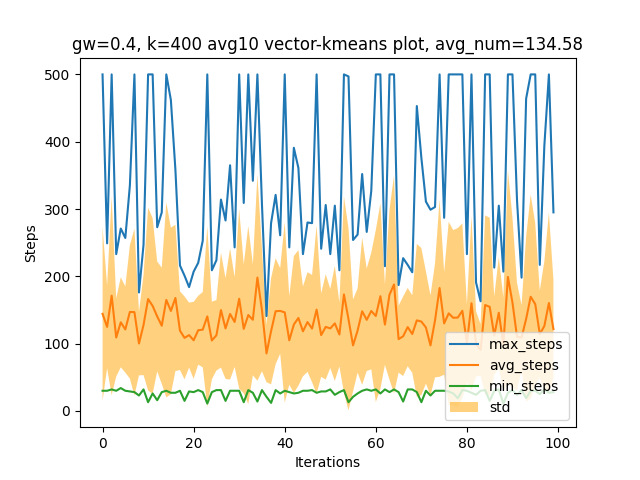 gw=0.4, k=400 avg10 vector-kmeans plot, avg_num=134.58
500
400
300
200
100
0
Steps
max_steps
avg_steps
min_steps
std
0 20 40 60 80 100
Iterations